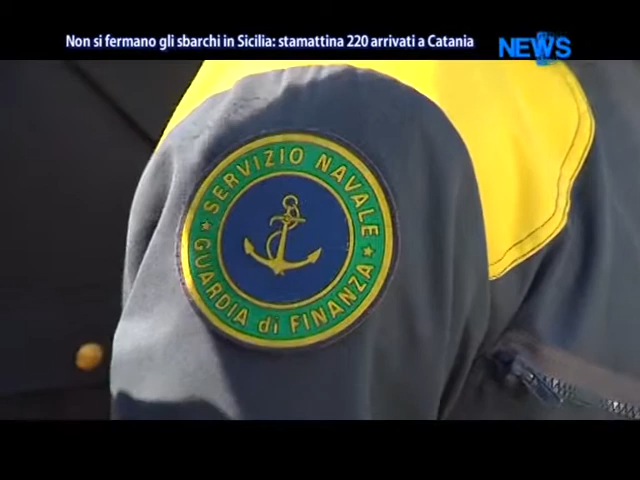 Non si fermano gli sbarchi in Sicilia: stamattina 220 arrivati a Catania
NEWS
SERVIZIO NAVALE
GUARDIA di FINANZA